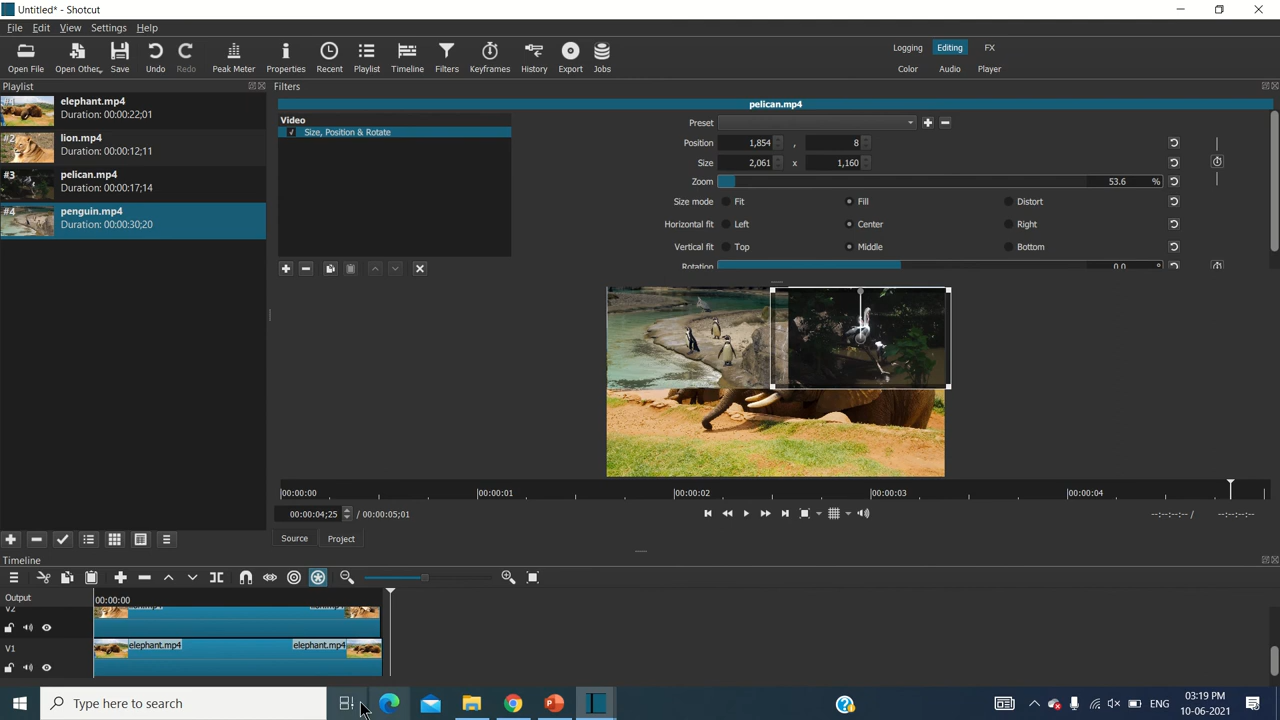 Untitled* - Shotcut
File Edit View Settings Help
Open File Open Other. Save Undo Redo Peak Meter Properties Recent Playlist Timeline Filters Keyframes History Export Jobs
Logging Editing FX
Color Audio Player
Playlist
Filters
#1 elephant.mp4
Duration: 00:00:22;01
#2 lion.mp4
Duration: 00:00:12;11
#3 pelican.mp4
Duration: 00:00:17;14
#4 penguin.mp4
Duration: 00:00:30;20
pelican.mp4
Video
Size, Position & Rotate
Preset
Position 1,854 , 8
Size 2,061 x 1,160
Zoom 53.6 %
Size mode Fit Fill Distort
Horizontal fit Left Center Right
Vertical fit Top Middle Bottom
Rotation 0.0 °
00:00:00 00:00:01 00:00:02 00:00:03 00:00:04
00:00:04;25 / 00:00:05;01
--:--:--:-- / --:--:--:--
Source Project
Timeline
Output
00:00:00
V2
V1
elephant.mp4 elephant.mp4
Type here to search
ENG
03:19 PM
10-06-2021